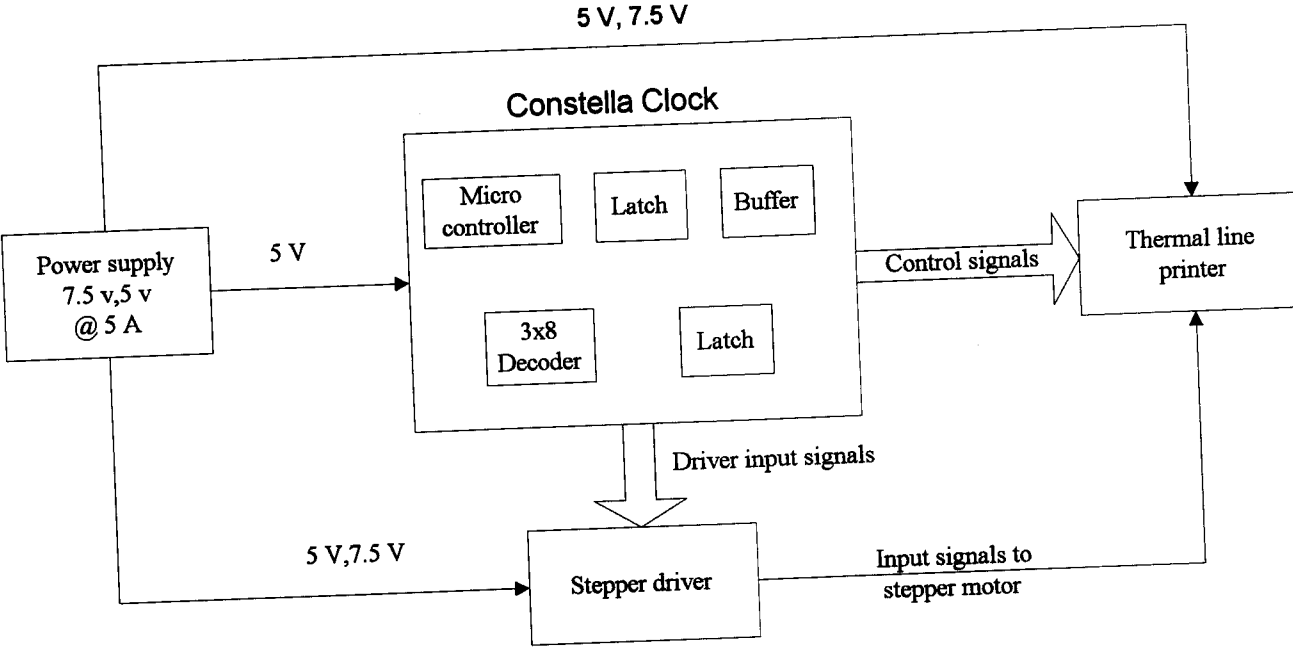 5 V, 7.5 V
Constella Clock
Micro
controller
Latch
Buffer
Power supply
7.5 v,5 v
@ 5 A
5 V
Control signals
Thermal line
printer
3x8
Decoder
Latch
Driver input signals
5 V,7.5 V
Stepper driver
Input signals to
stepper motor